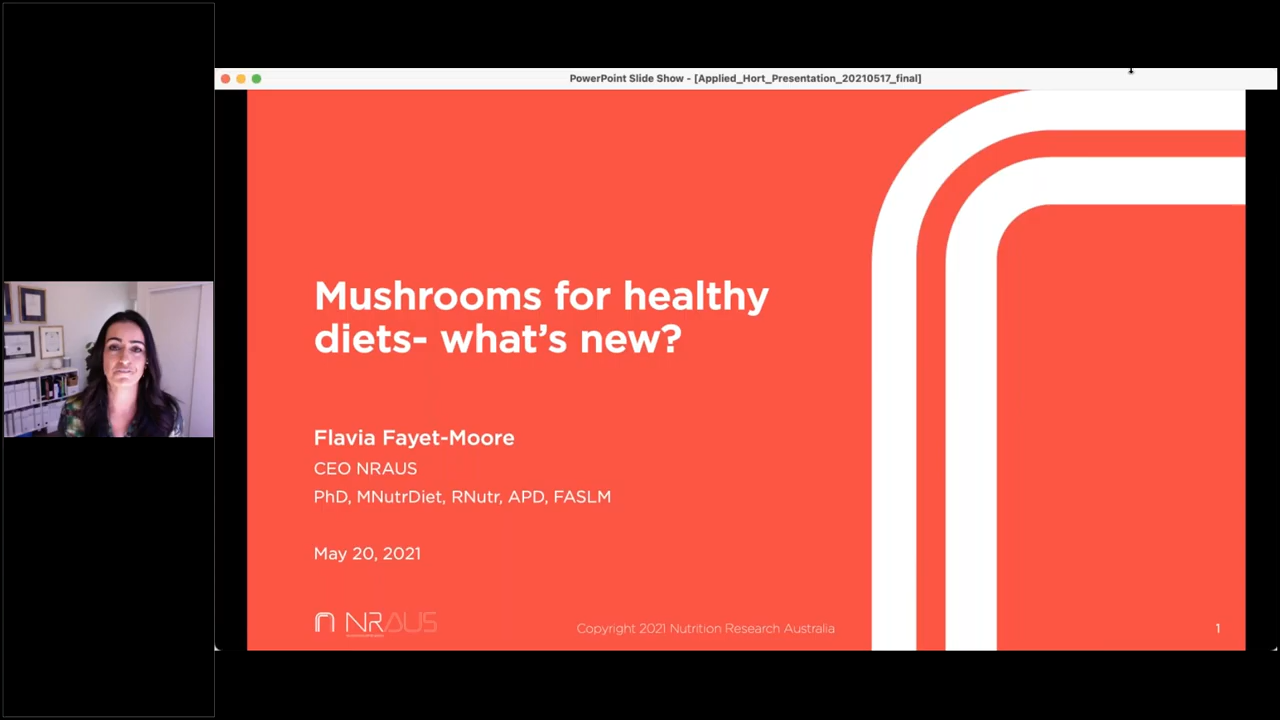 PowerPoint Slide Show - [Applied_Hort_Presentation_20210517_final]
Mushrooms for healthy
diets- what's new?
Flavia Fayet-Moore
CEO NRAUS
PhD, MNutrDiet, RNutr, APD, FASLM
May 20, 2021
NRAUS
Copyright 2021 Nutrition Research Australia
1